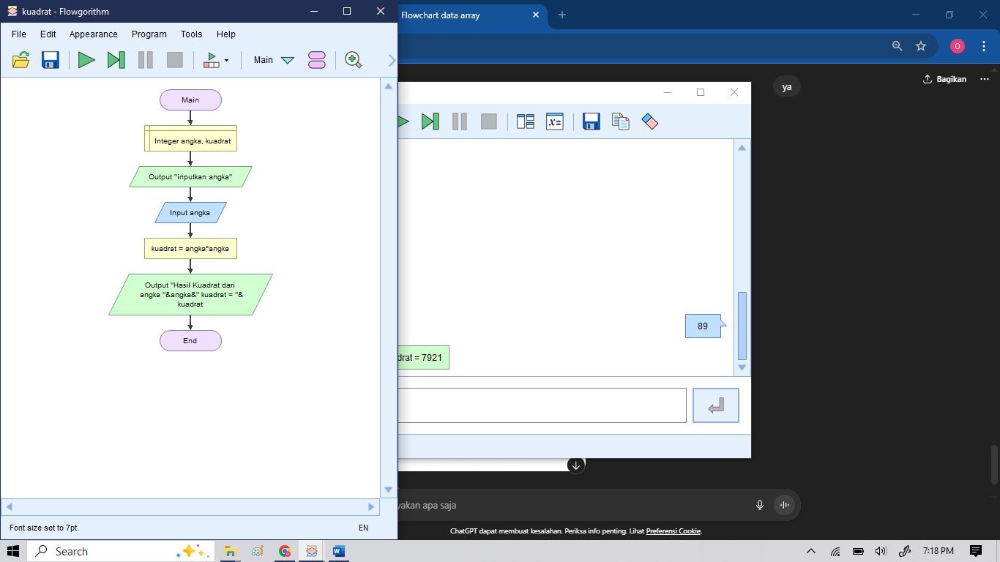 kuadrat - Flowgorithm
File Edit Appearance Program Tools Help
Main
Main
Integer angka, kuadrat
Output "inputkan angka"
Input angka
kuadrat = angka*angka
Output "Hasil Kuadrat dari
angka "&angka&" kuadrat = "&
kuadrat
End
Font size set to 7pt.
EN
Flowchart data array
O
ya
Bagikan
x=
89
drat = 7921
yakan apa saja
ChatGPT dapat membuat kesalahan. Periksa info penting. Lihat Preferensi Cookie.
Search
W
7:18 PM